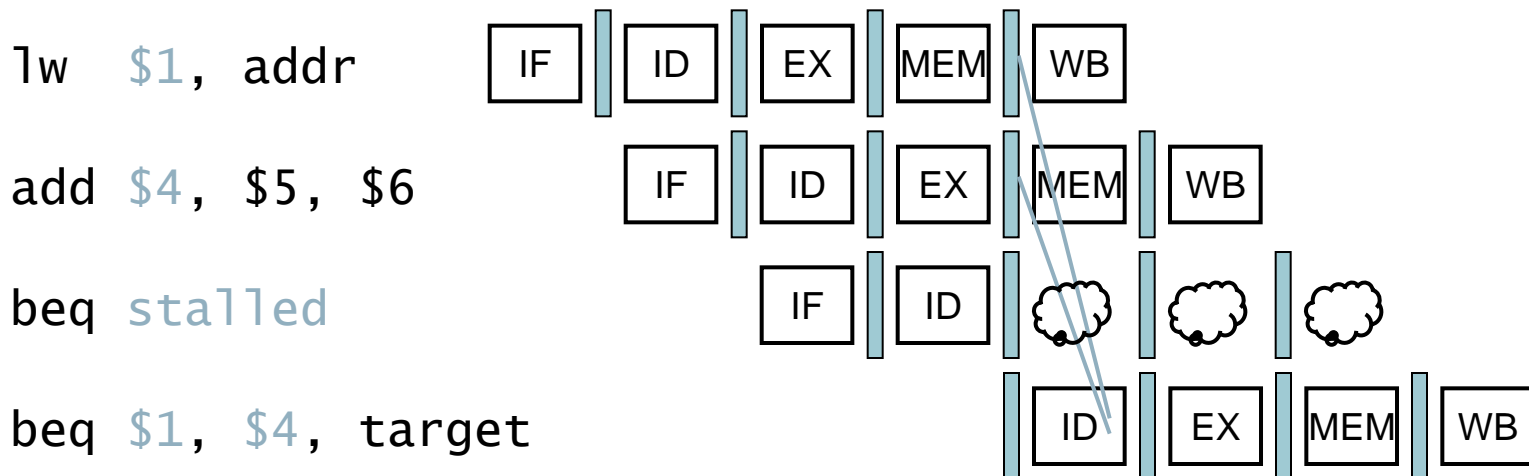 lw $1, addr IF ID EX MEM WB
add $4, $5, $6 IF ID EX MEM WB
beq stalled IF ID
beq $1, $4, target ID EX MEM WB